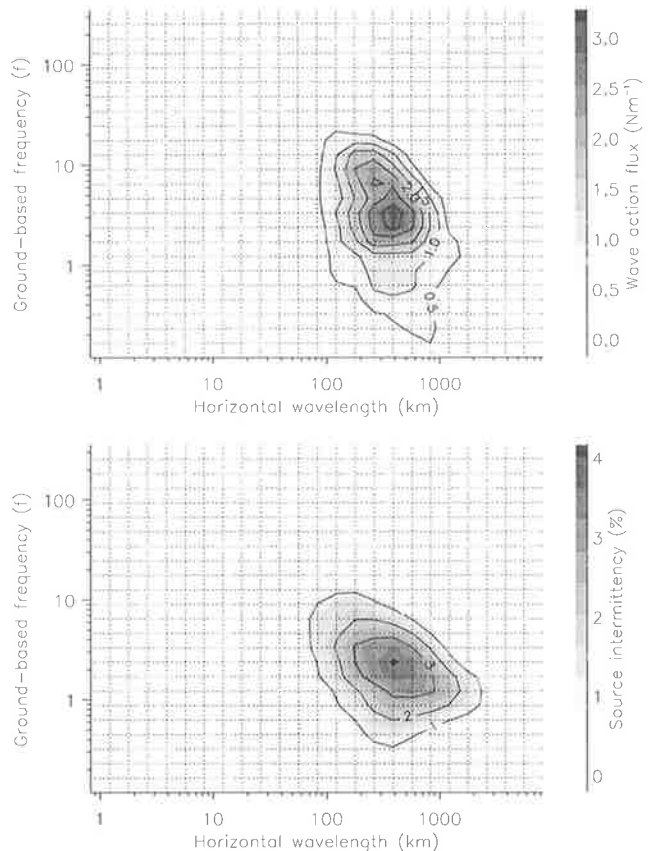 Ground-based frequency (f)
100
10
1
1 10 100 1000
Horizontal wavelength (km)
1.0
0.5
3.0
2.5
2.0
1.5
1.0
0.5
0.0
Wave action flux (Nm⁻¹)
Ground-based frequency (f)
100
10
1
1 10 100 1000
Horizontal wavelength (km)
3
2
1
4
3
2
1
0
Source intermittency (%)